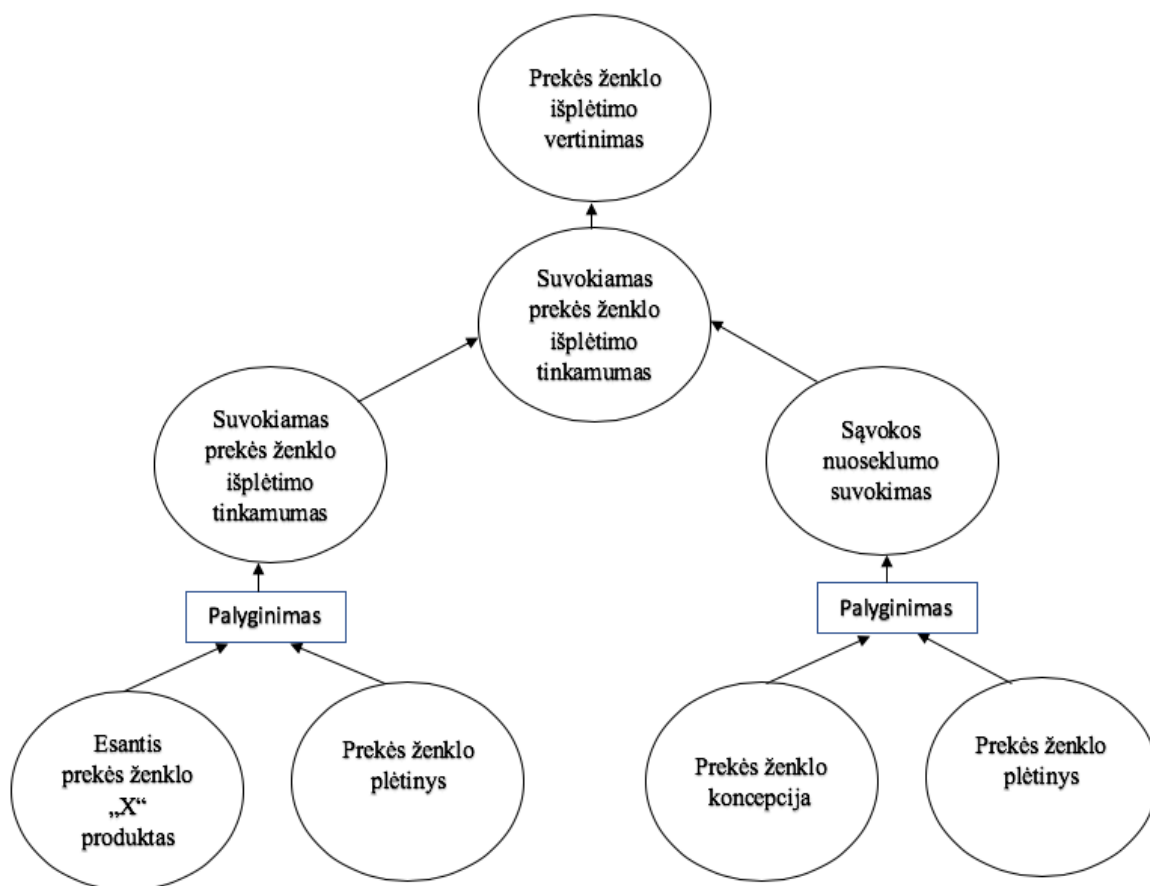 Prekės ženklo
išplėtimo
vertinimas
Suvokiamas
prekės ženklo
išplėtimo
tinkamumas
Suvokiamas
prekės ženklo
išplėtimo
tinkamumas
Sąvokos
nuoseklumo
suvokimas
Palyginimas
Palyginimas
Esantis
prekės ženklo
„X“
produktas
Prekės ženklo
plėtinys
Prekės ženklo
koncepcija
Prekės ženklo
plėtinys